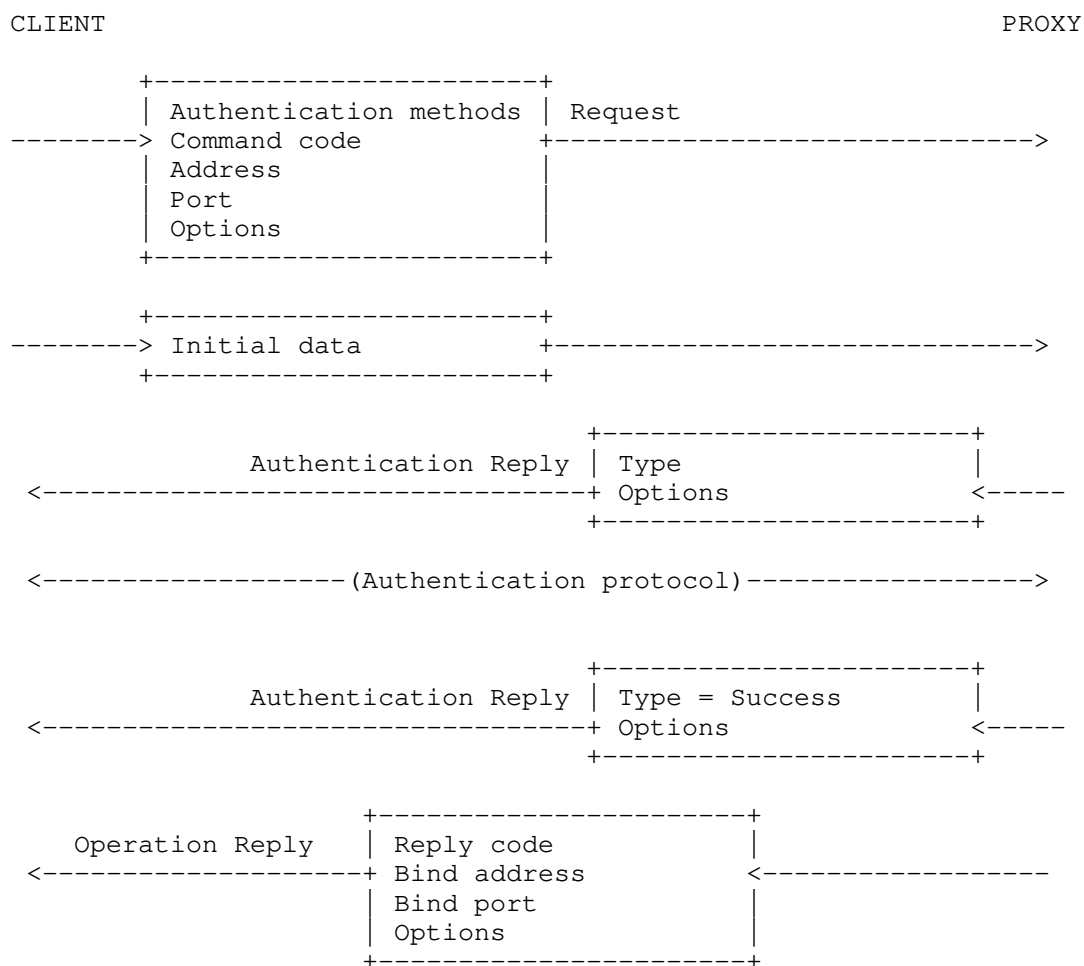 CLIENT PROXY
Authentication methods Request
Command code
Address
Port
Options
Initial data
Authentication Reply Type
Options
(Authentication protocol)
Authentication Reply Type = Success
Options
Operation Reply Reply code
Bind address
Bind port
Options